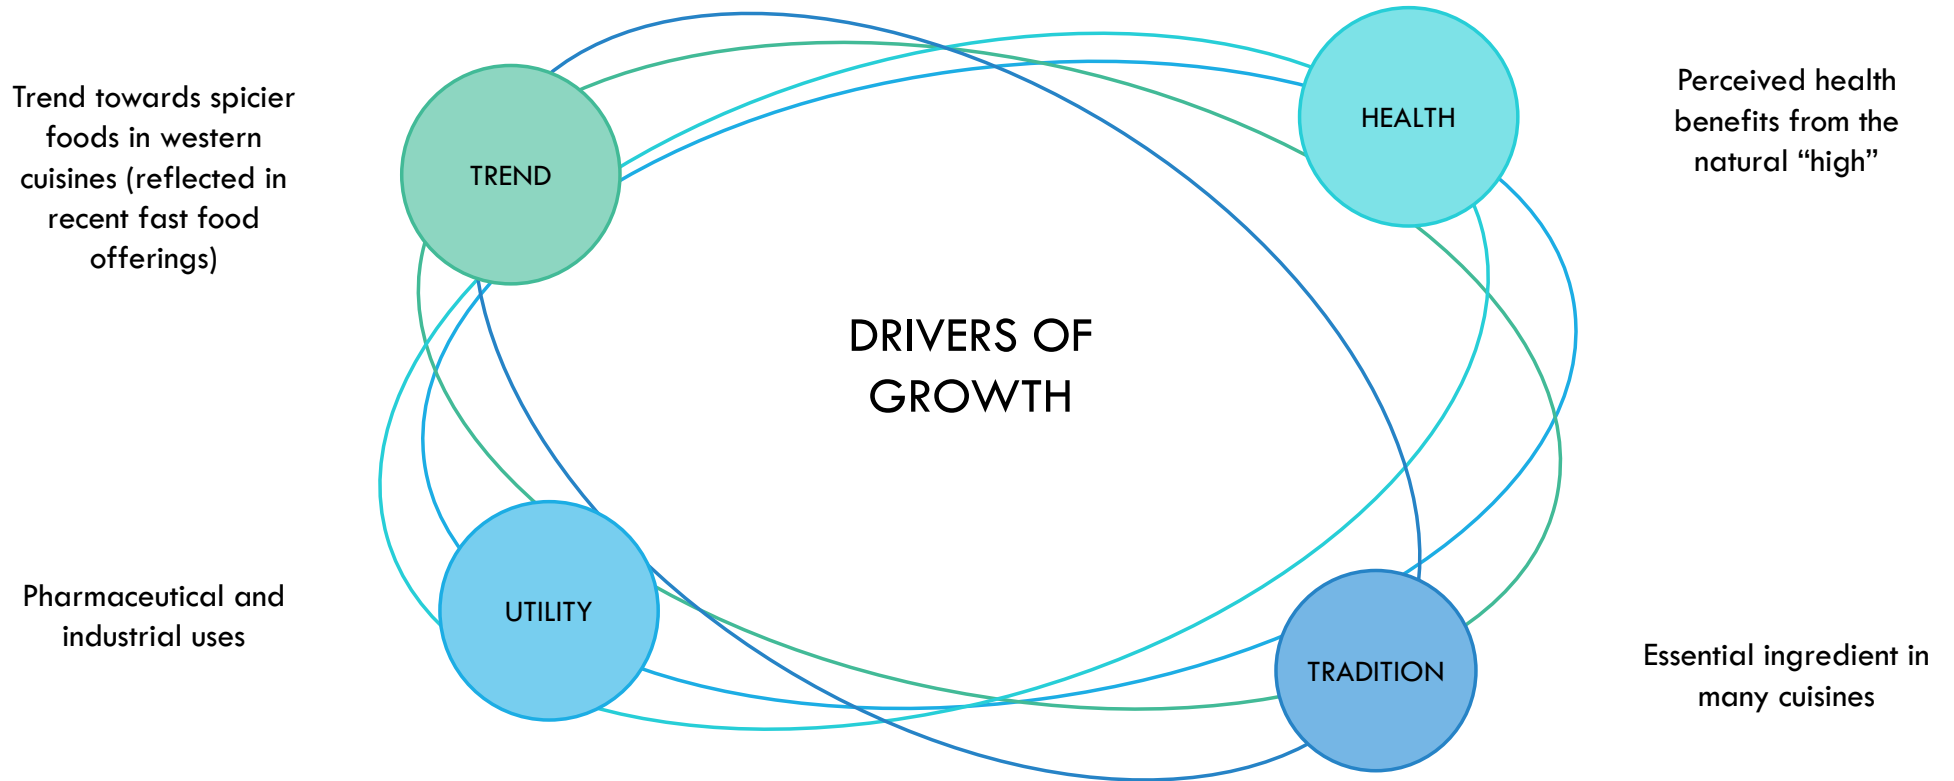 Trend towards spicier
foods in western
cuisines (reflected in
recent fast food
offerings)
TREND
HEALTH
Perceived health
benefits from the
natural “high”
DRIVERS OF
GROWTH
Pharmaceutical and
industrial uses
UTILITY
TRADITION
Essential ingredient in
many cuisines